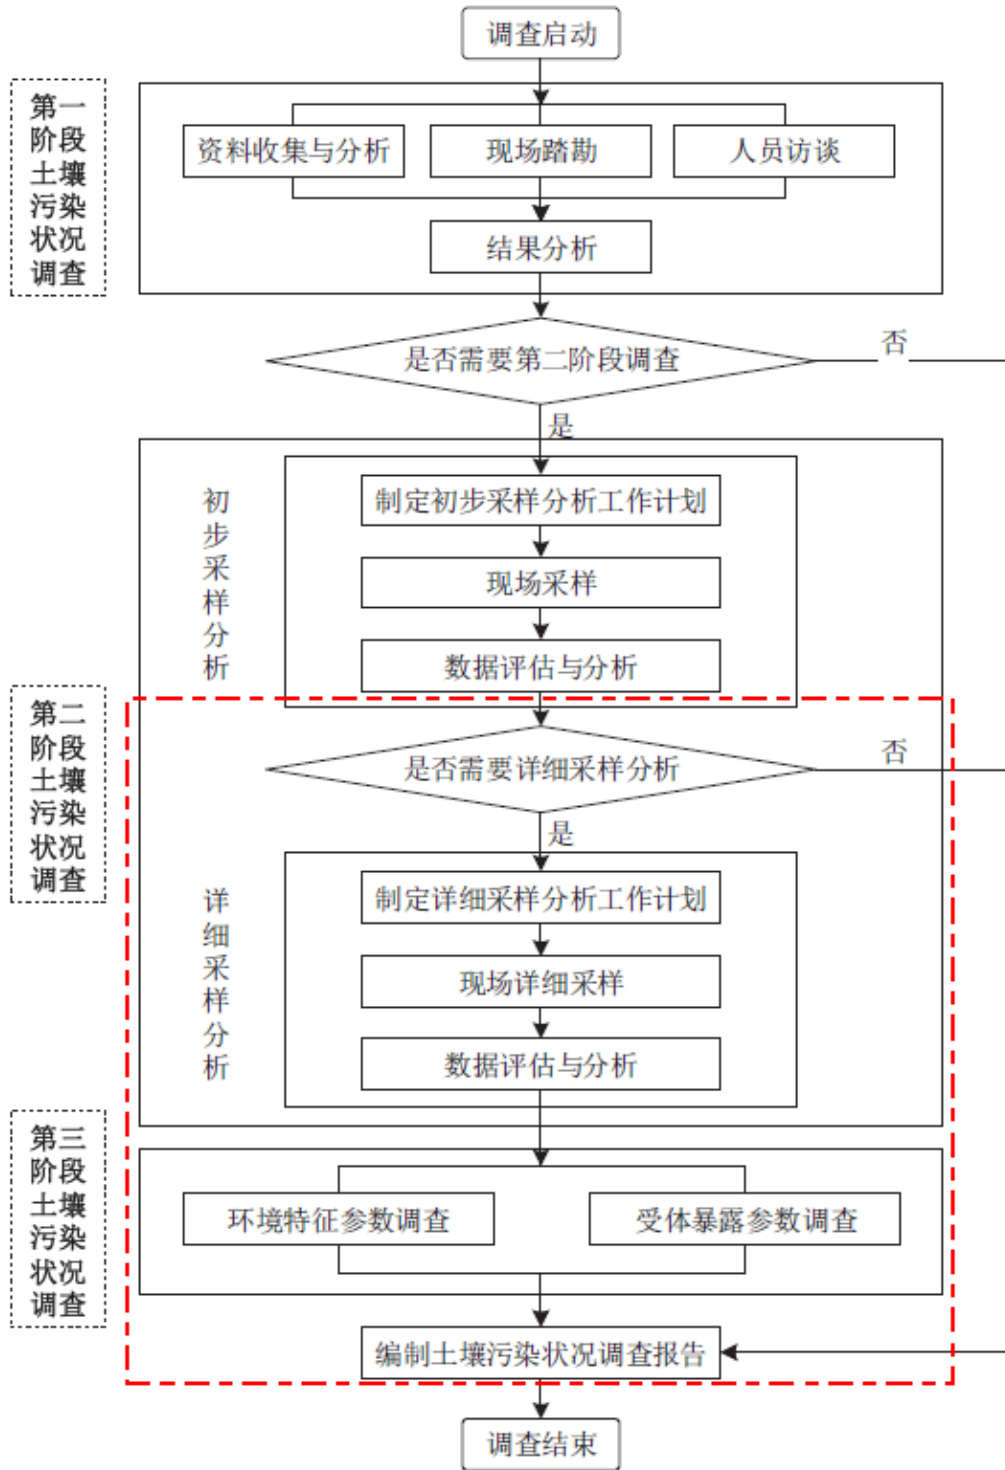 调查启动
第一
阶段
土壤
污染
状况
调查
资料收集与分析
现场踏勘
人员访谈
结果分析
是否需要第二阶段调查
否
是
初步采样分析
制定初步采样分析工作计划
现场采样
数据评估与分析
第二
阶段
土壤
污染
状况
调查
是否需要详细采样分析
否
是
详细采样分析
制定详细采样分析工作计划
现场详细采样
数据评估与分析
第三
阶段
土壤
污染
状况
调查
环境特征参数调查
受体暴露参数调查
编制土壤污染状况调查报告
调查结束